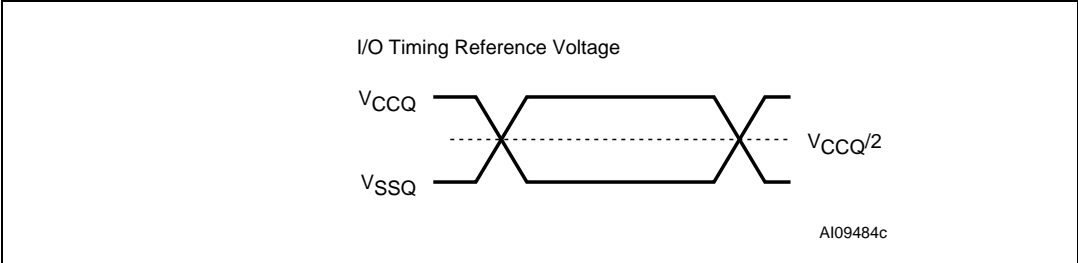 I/O Timing Reference Voltage
VCCQ
VCCQ/2
VSSQ
AI09484c